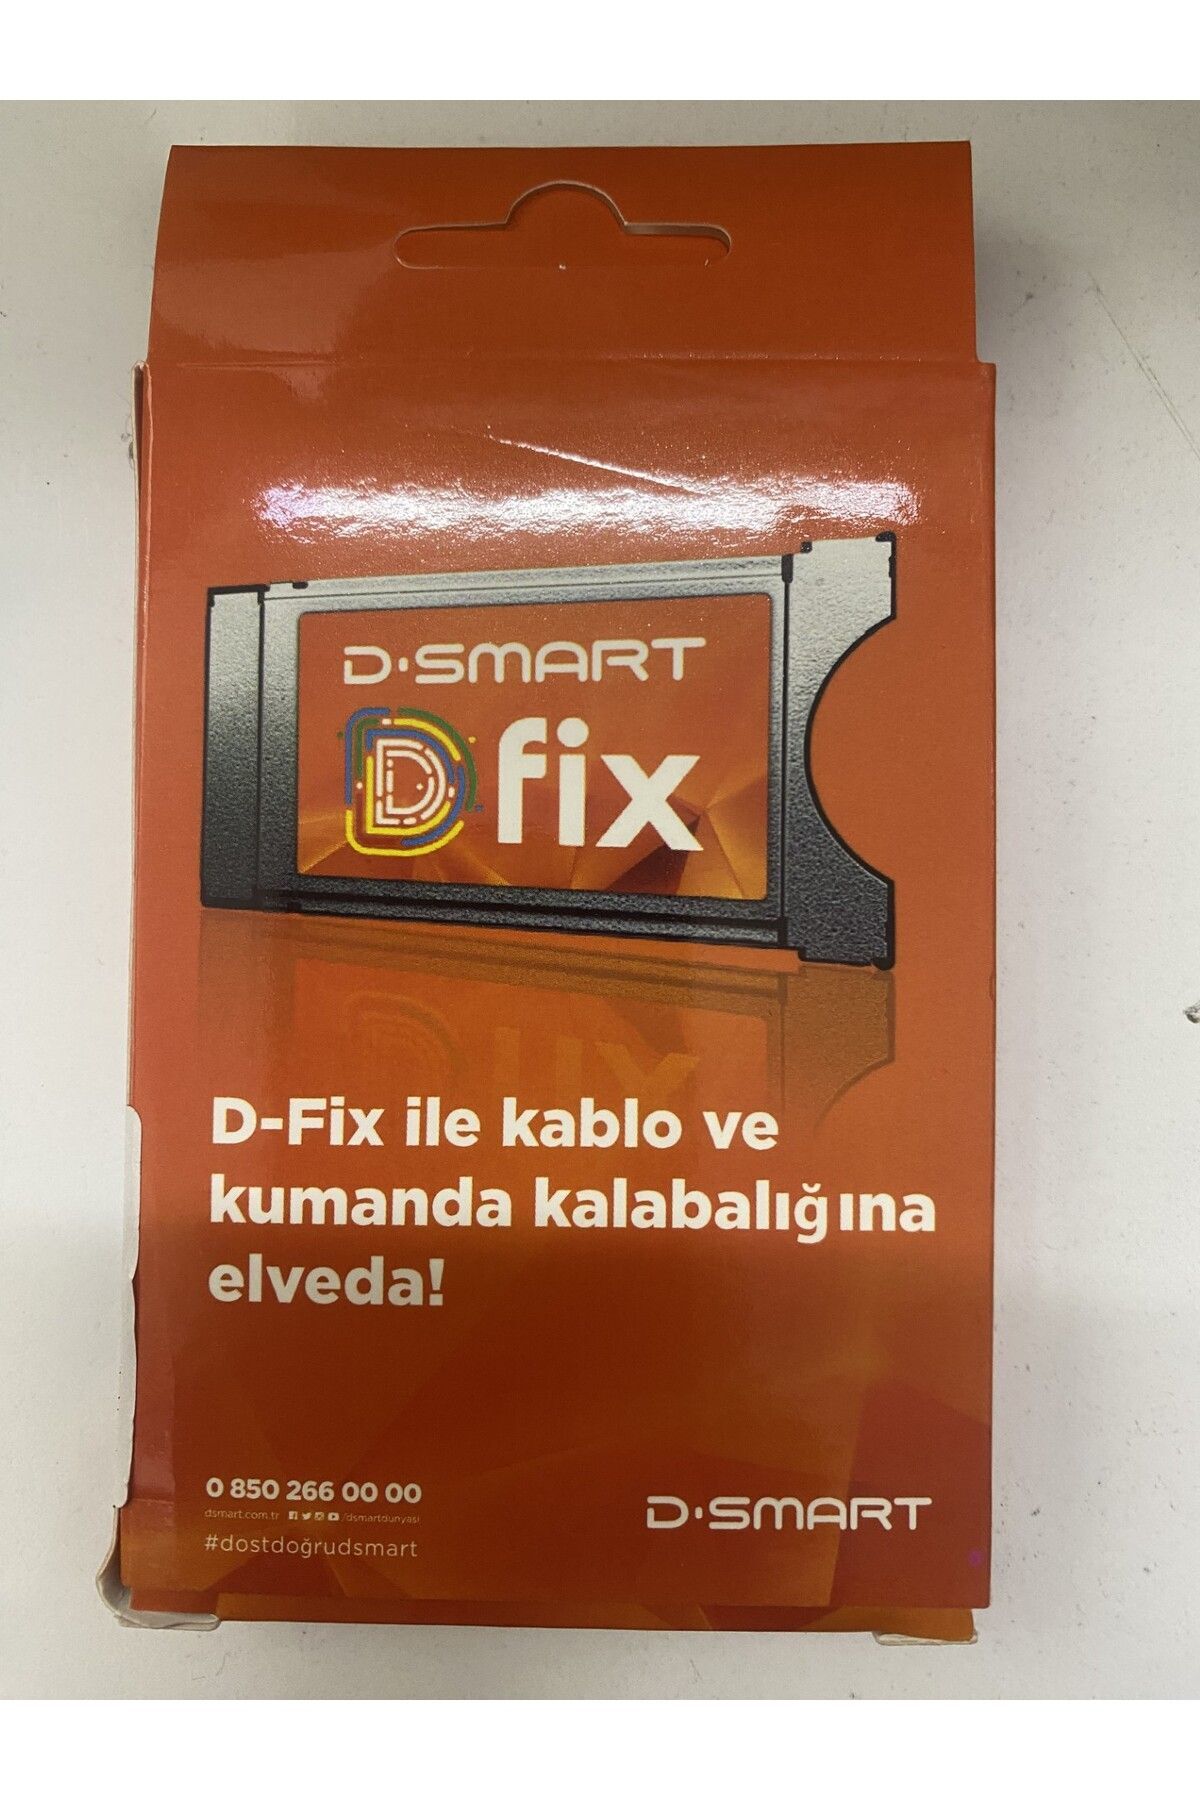 D·SMART
D fix
D-Fix ile kablo ve
kumanda kalabalığına
elveda!
0 850 266 00 00
dsmart.com.tr /dsmartdunyasi
#dostdoğrudsmart
D·SMART